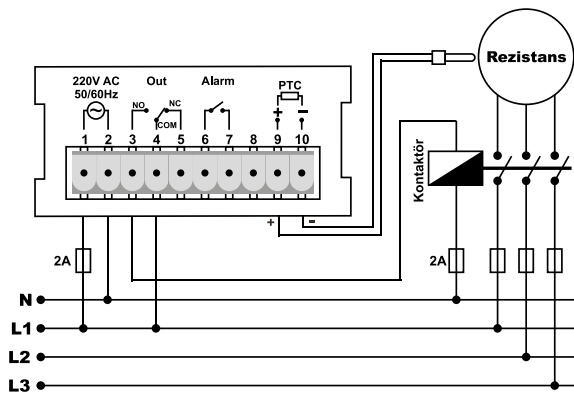 Rezistans
220V AC Out Alarm PTC
50/60Hz
NO NC
COM
+ −
1 2 3 4 5 6 7 8 9 10
Kontaktör
+ -
2A 2A
N
L1
L2
L3